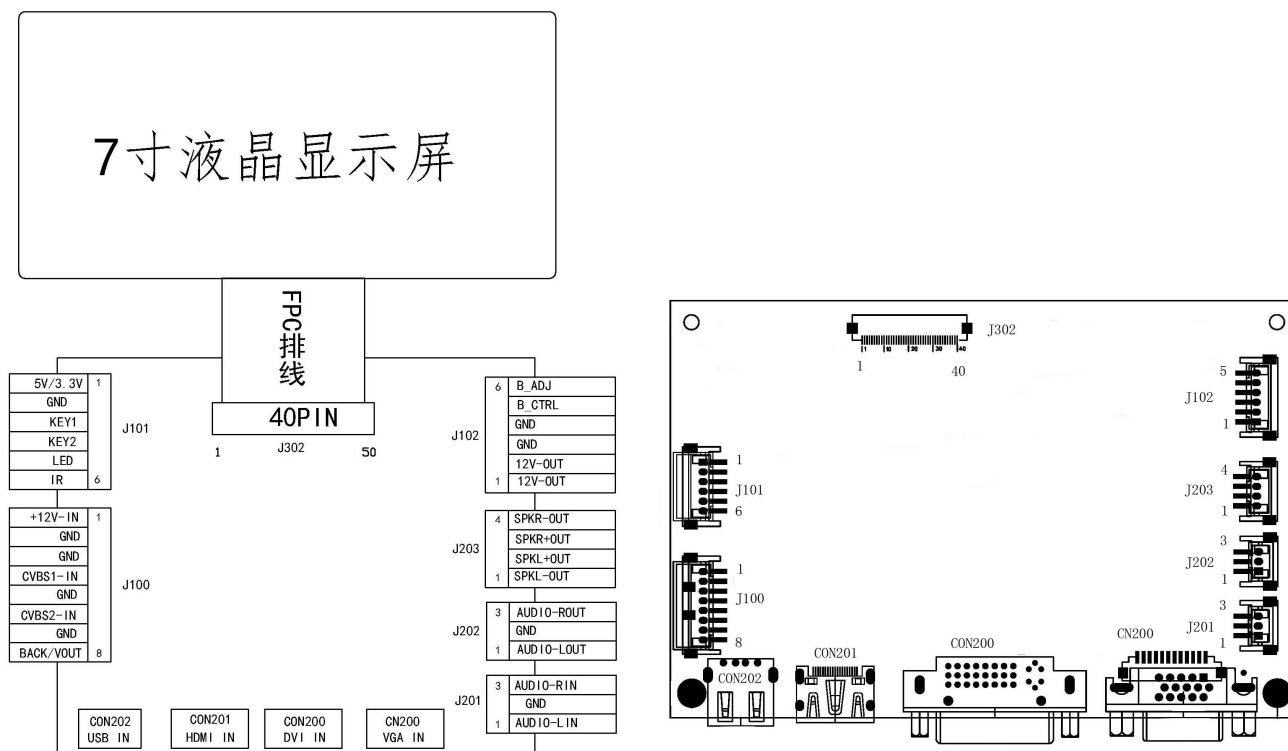 7寸液晶显示屏
FPC排线
40PIN
1 J302 50
5V/3.3V 1
GND
KEY1
KEY2
LED
IR 6
J101
+12V-IN 1
GND
GND
CVBS1-IN
GND
CVBS2-IN
GND
BACK/VOUT 8
J100
6 B_ADJ
B_CTRL
GND
GND
12V-OUT
1 12V-OUT
J102
4 SPKR-OUT
SPKR+OUT
SPKL+OUT
1 SPKL-OUT
J203
3 AUDIO-ROUT
GND
1 AUDIO-LOUT
J202
3 AUDIO-RIN
GND
1 AUDIO-LIN
J201
CON202
USB IN
CON201
HDMI IN
CON200
DVI IN
CN200
VGA IN
J302
1 10 20 30 40
1 40
5
J102
1
1
J101
6
4
J203
1
3
J202
1
1
J100
8
3
J201
1
CON202
CON201
CON200
CN200